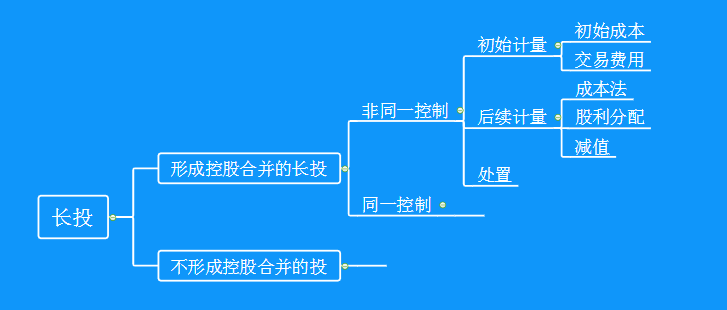 长投
形成控股合并的长投
非同一控制
初始计量
初始成本
交易费用
后续计量
成本法
股利分配
减值
处置
同一控制
不形成控股合并的投